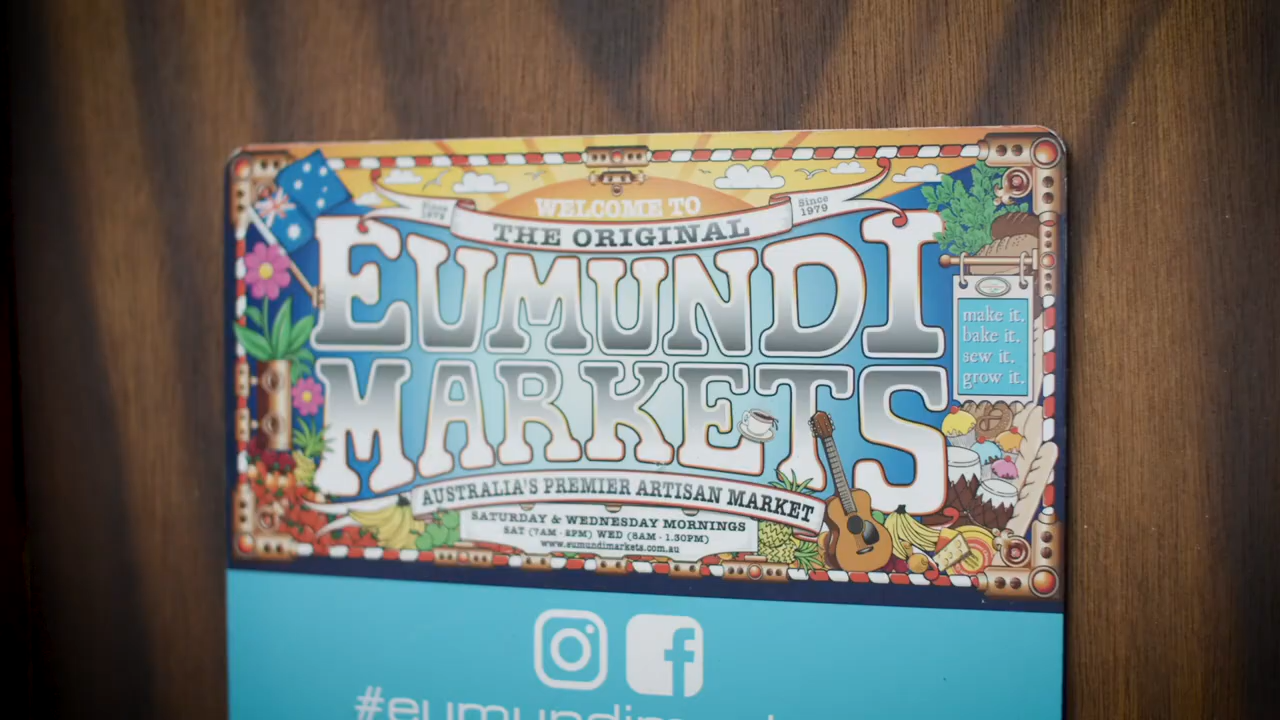 WELCOME TO
Since 1979
THE ORIGINAL
Since 1979
EUMUNDI
MARKETS
make it.
bake it.
sew it.
grow it.
AUSTRALIA'S PREMIER ARTISAN MARKET
SATURDAY & WEDNESDAY MORNINGS
SAT (7AM - 2PM) WED (8AM - 1.30PM)
www.eumundimarkets.com.au